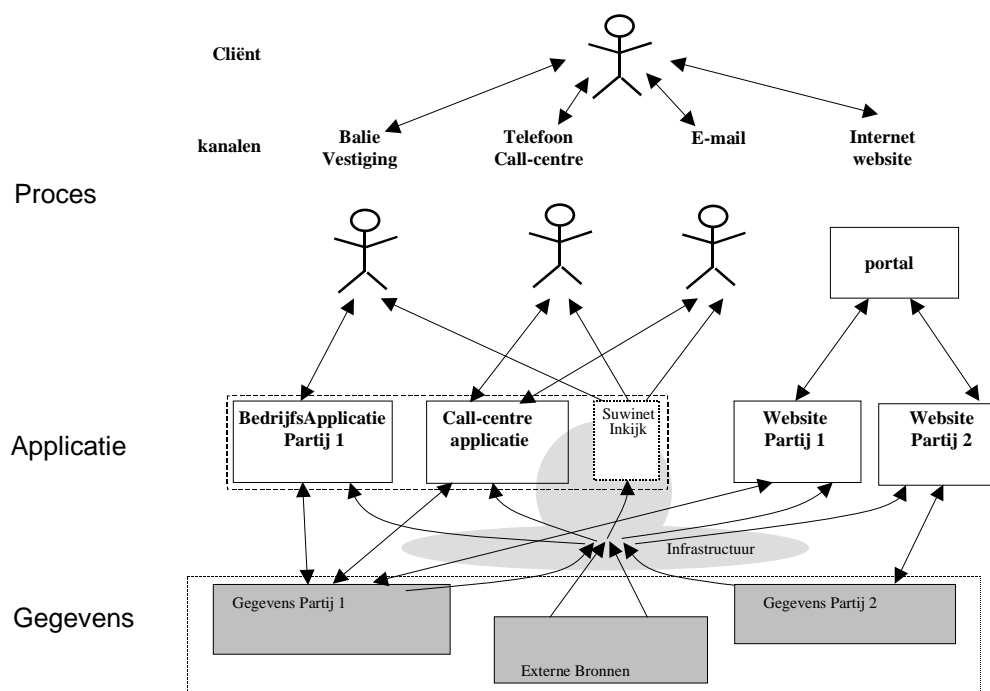 Cliënt
kanalen
Balie
Vestiging
Telefoon
Call-centre
E-mail
Internet
website
Proces
portal
Applicatie
BedrijfsApplicatie
Partij 1
Call-centre
applicatie
Suwinet
Inkijk
Website
Partij 1
Website
Partij 2
Infrastructuur
Gegevens
Gegevens Partij 1
Externe Bronnen
Gegevens Partij 2